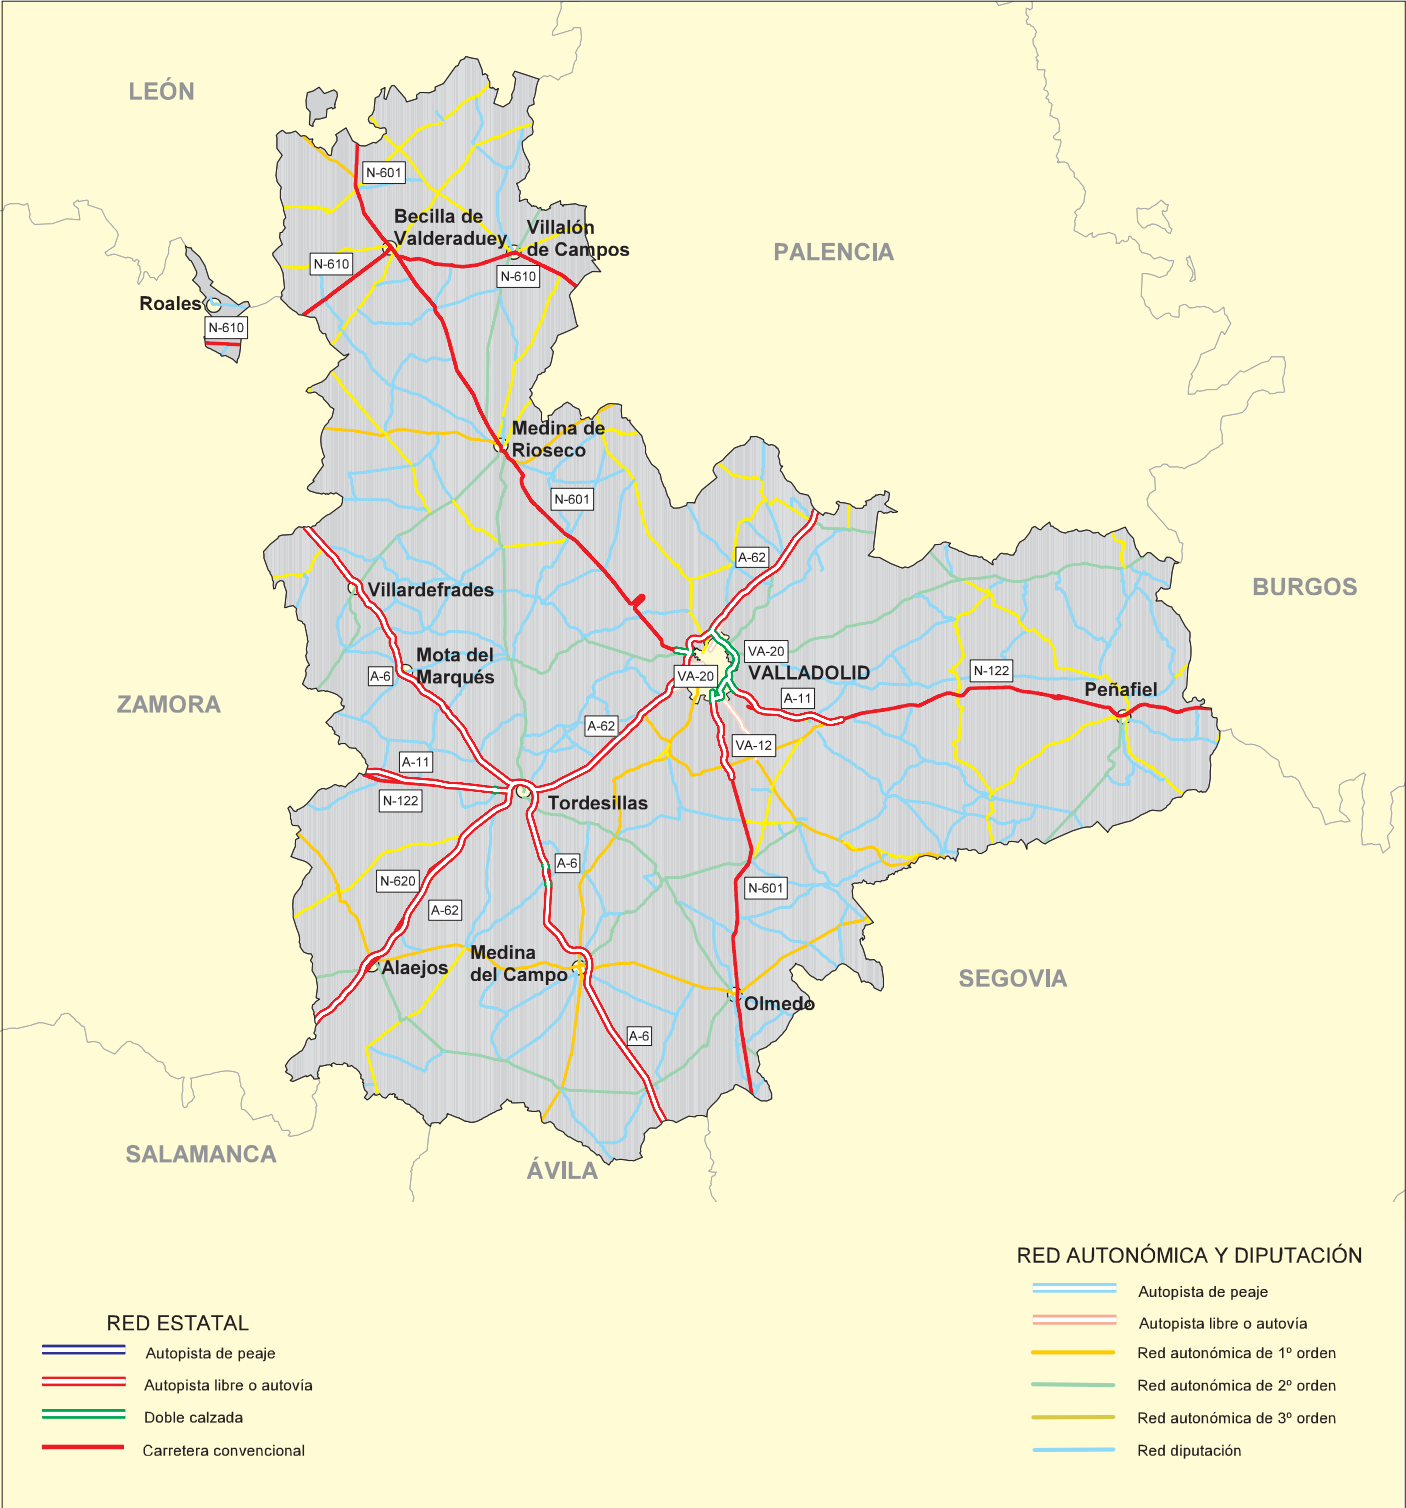 LEÓN
N-601
Becilla de
Valderaduey
Villalón
de Campos
PALENCIA
N-610
N-610
Roales
N-610
Medina de
Rioseco
N-601
A-62
Villardefrades
BURGOS
VA-20
Mota del
Marqués
A-6
VA-20
VALLADOLID
N-122
A-11
Peñafiel
ZAMORA
A-62
VA-12
A-11
N-122
Tordesillas
A-6
N-620
A-62
N-601
Medina
del Campo
Alaejos
SEGOVIA
Olmedo
A-6
SALAMANCA
ÁVILA
RED ESTATAL
Autopista de peaje
Autopista libre o autovía
Doble calzada
Carretera convencional
RED AUTONÓMICA Y DIPUTACIÓN
Autopista de peaje
Autopista libre o autovía
Red autonómica de 1º orden
Red autonómica de 2º orden
Red autonómica de 3º orden
Red diputación